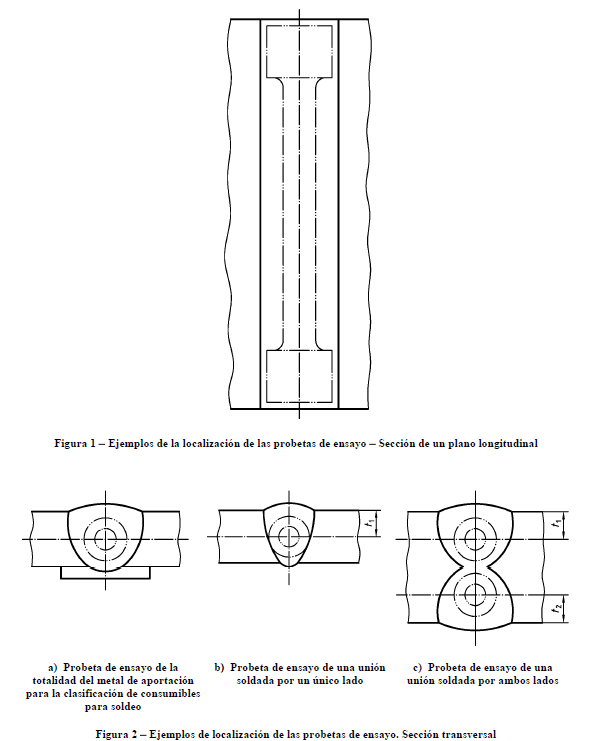 Figura 1 – Ejemplos de la localización de las probetas de ensayo – Sección de un plano longitudinal
t1
t1
t2
a) Probeta de ensayo de la
totalidad del metal de aportación
para la clasificación de consumibles
para soldeo
b) Probeta de ensayo de una unión
soldada por un único lado
c) Probeta de ensayo de una
unión soldada por ambos lados
Figura 2 – Ejemplos de localización de las probetas de ensayo. Sección transversal